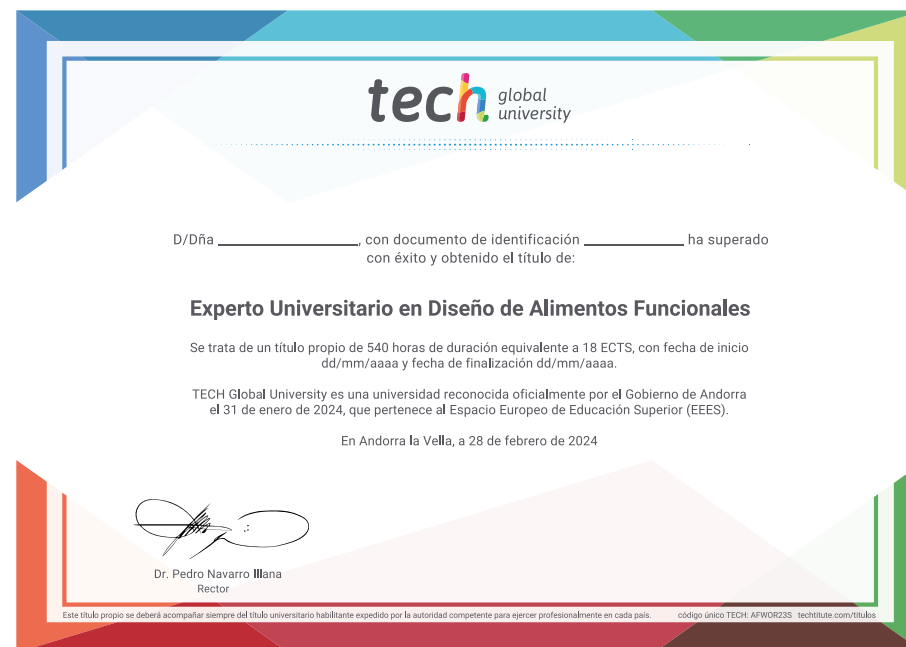 tech global
university
D/Dña ______________, con documento de identificación __________ ha superado
con éxito y obtenido el título de:
Experto Universitario en Diseño de Alimentos Funcionales
Se trata de un título propio de 540 horas de duración equivalente a 18 ECTS, con fecha de inicio
dd/mm/aaaa y fecha de finalización dd/mm/aaaa.
TECH Global University es una universidad reconocida oficialmente por el Gobierno de Andorra
el 31 de enero de 2024, que pertenece al Espacio Europeo de Educación Superior (EEES).
En Andorra la Vella, a 28 de febrero de 2024
Dr. Pedro Navarro Illana
Rector
Este título propio se deberá acompañar siempre del título universitario habilitante expedido por la autoridad competente para ejercer profesionalmente en cada país. código único TECH: AFWOR23S techtitute.com/titulos